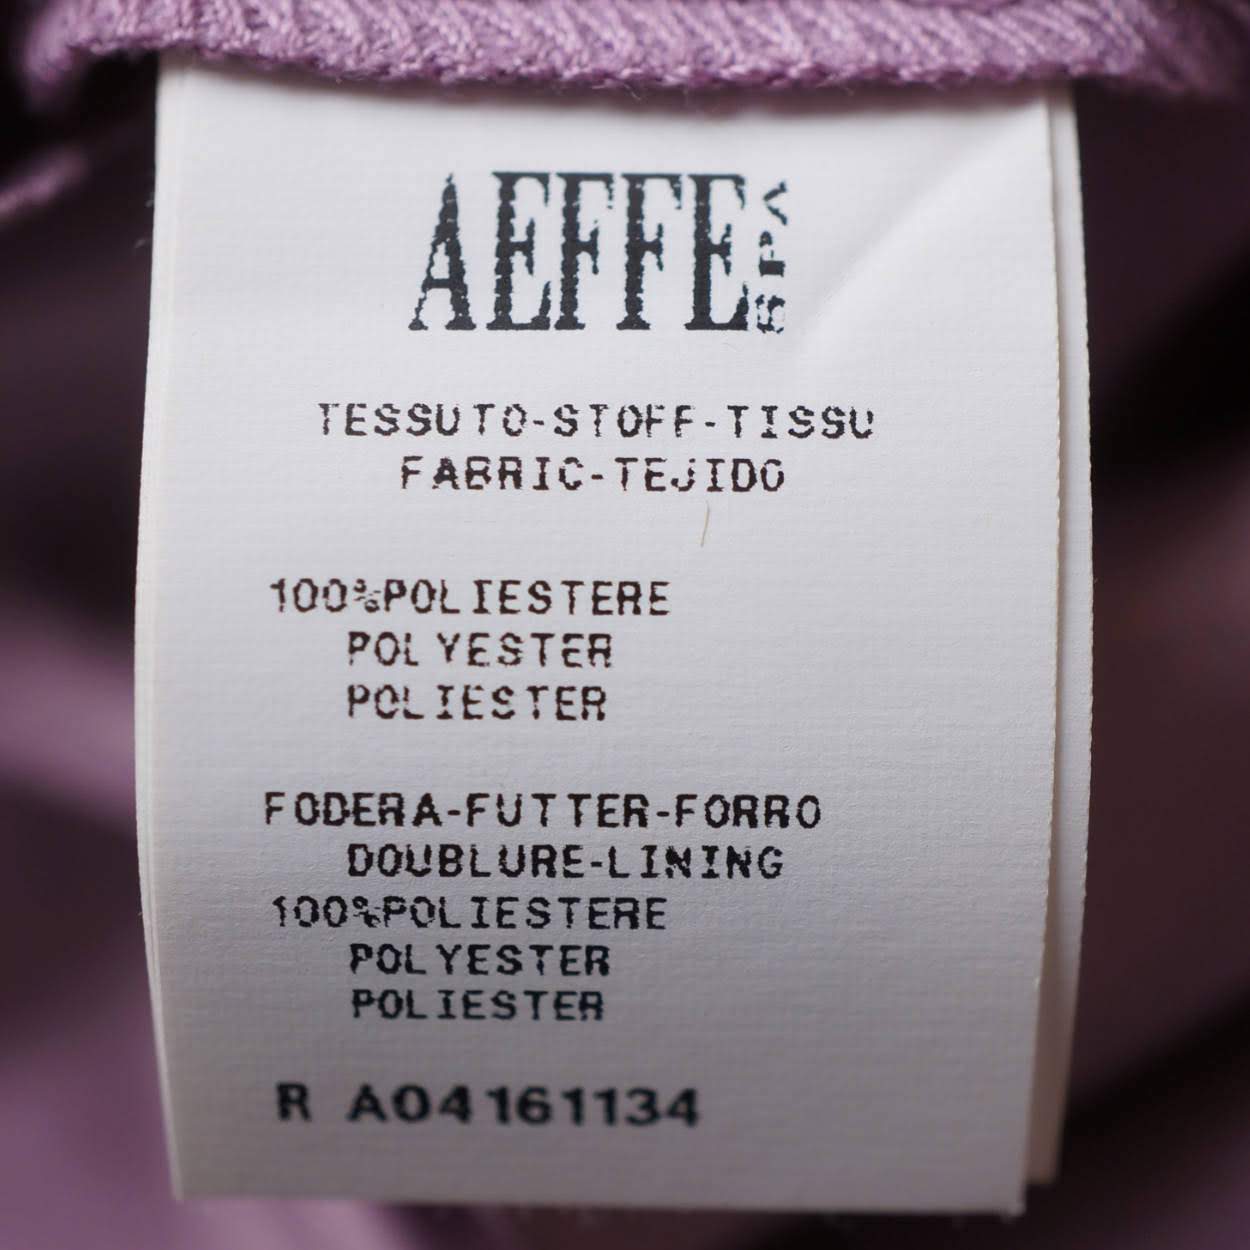 AEFFE SPA
TESSUTO-STOFF-TISSU
FABRIC-TEJIDO
100%POLIESTERE
POLYESTER
POLIESTER
FODERA-FUTTER-FORRO
DOUBLURE-LINING
100%POLIESTERE
POLYESTER
POLIESTER
R A04161134